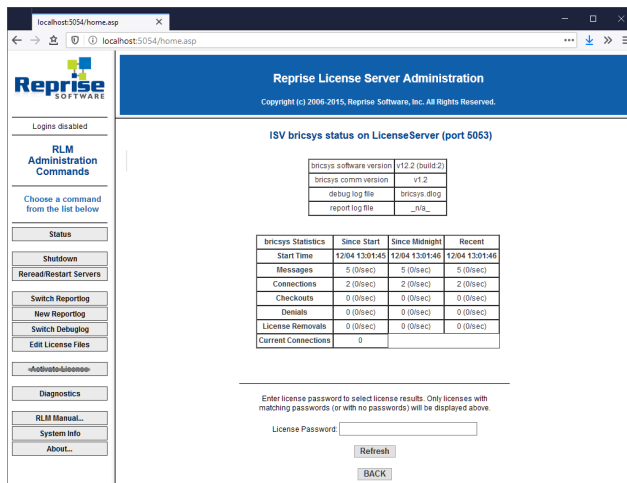 localhost:5054/home.asp
localhost:5054/home.asp
Reprise
SOFTWARE
Logins disabled
RLM
Administration
Commands
Choose a command
from the list below
Status
Shutdown
Reread/Restart Servers
Switch Reportlog
New Reportlog
Switch Debuglog
Edit License Files
Activate License
Diagnostics
RLM Manual...
System Info
About...
Reprise License Server Administration
Copyright (c) 2006-2015, Reprise Software, Inc. All Rights Reserved.
ISV bricsys status on LicenseServer (port 5053)
bricsys software version v12.2 (build:2)
bricsys comm version v1.2
debug log file bricsys.dlog
report log file _n/a_
bricsys Statistics Since Start Since Midnight Recent
Start Time 12/04 13:01:45 12/04 13:01:46 12/04 13:01:46
Messages 5 (0/sec) 5 (0/sec) 5 (0/sec)
Connections 2 (0/sec) 2 (0/sec) 2 (0/sec)
Checkouts 0 (0/sec) 0 (0/sec) 0 (0/sec)
Denials 0 (0/sec) 0 (0/sec) 0 (0/sec)
License Removals 0 (0/sec) 0 (0/sec) 0 (0/sec)
Current Connections 0
Enter license password to select license results. Only licenses with
matching passwords (or with no passwords) will be displayed above.
License Password:
Refresh
BACK